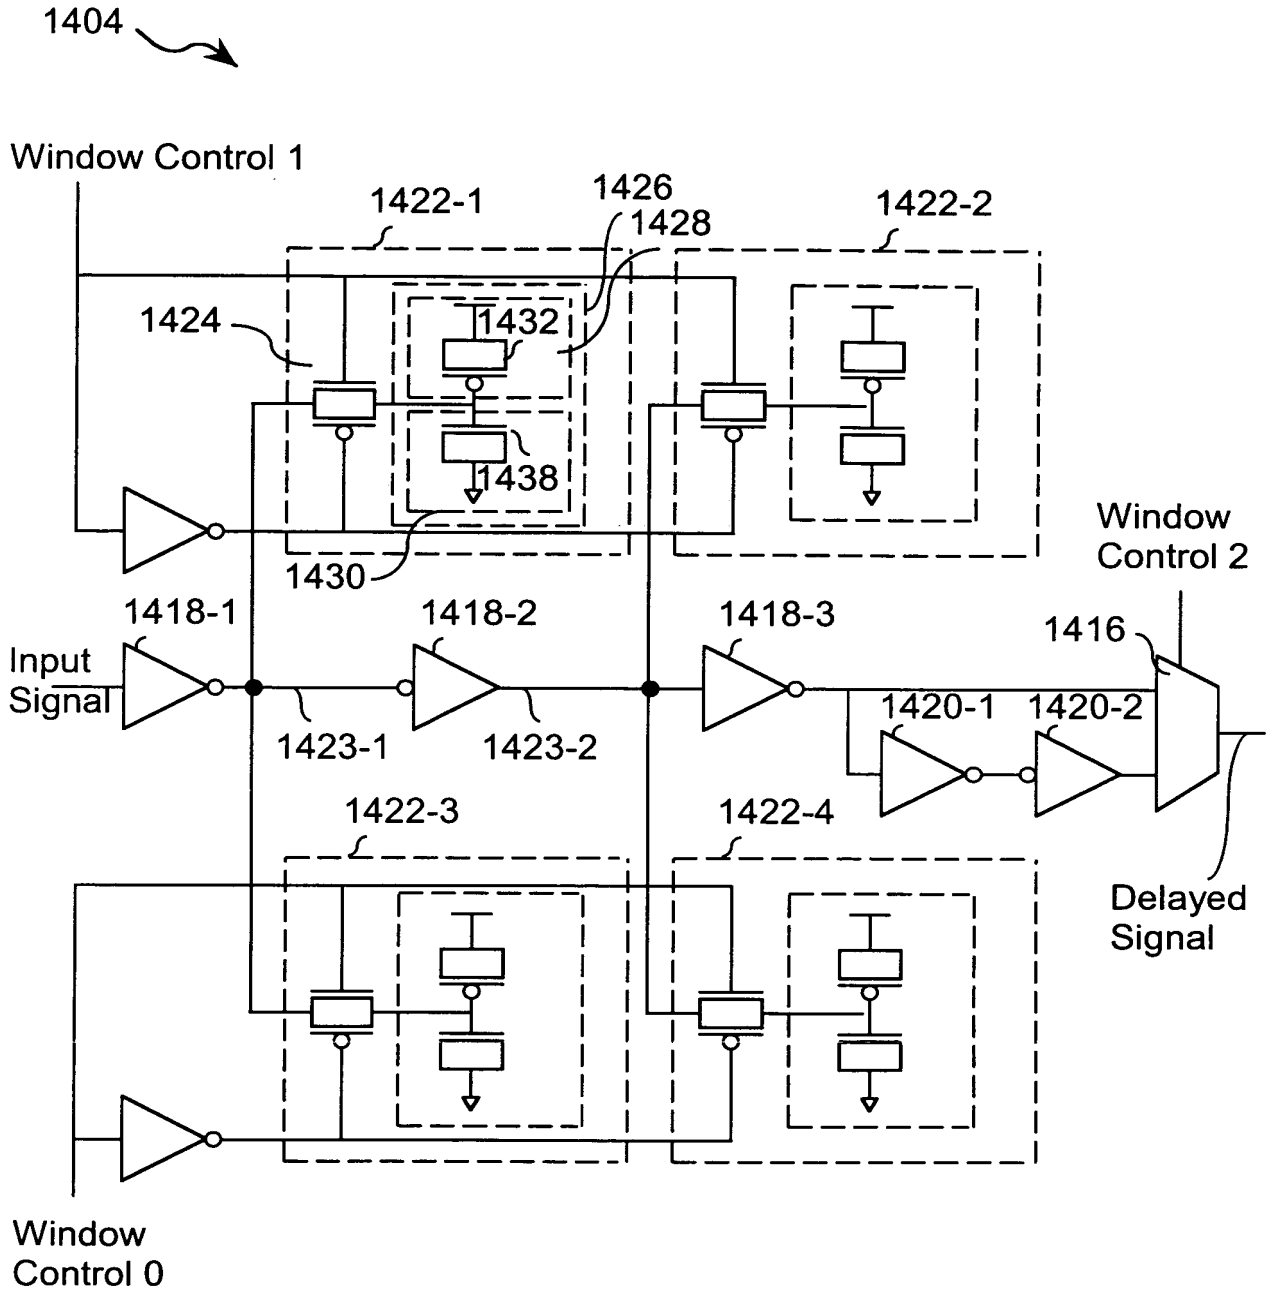 1404
Window Control 1
1422-1
1426
1428
1422-2
1424
1432
1438
1430
Window
Control 2
1418-1
1418-2
1418-3
1416
Input
Signal
1423-1
1423-2
1420-1
1420-2
1422-3
1422-4
Delayed
Signal
Window
Control 0